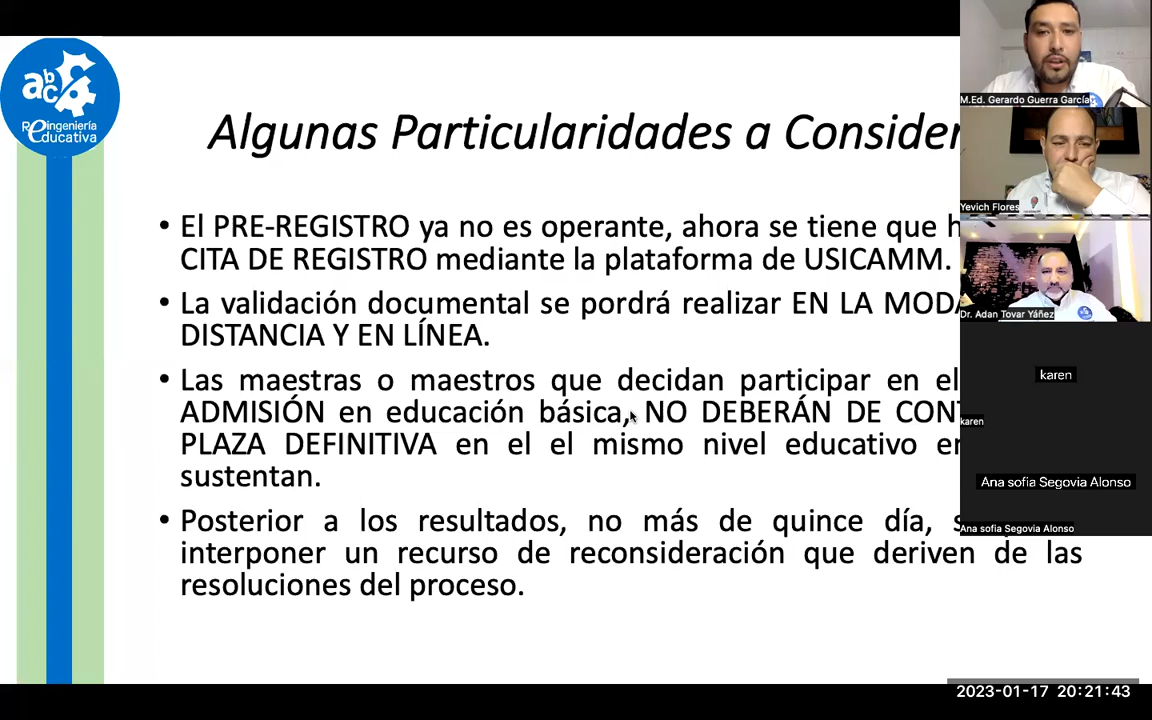 abc
Reingeniería
educativa
Algunas Particularidades a Consider
• El PRE-REGISTRO ya no es operante, ahora se tiene que h
CITA DE REGISTRO mediante la plataforma de USICAMM.
• La validación documental se pordrá realizar EN LA MODA
DISTANCIA Y EN LÍNEA.
• Las maestras o maestros que decidan participar en el
ADMISIÓN en educación básica, NO DEBERÁN DE CONT
PLAZA DEFINITIVA en el el mismo nivel educativo en
sustentan.
• Posterior a los resultados, no más de quince día, s
interponer un recurso de reconsideración que deriven de las
resoluciones del proceso.
M.Ed. Gerardo Guerra García
Yevich Flores
Dr. Adan Tovar Yáñez
karen
karen
Ana sofia Segovia Alonso
Ana sofia Segovia Alonso
2023-01-17 20:21:43